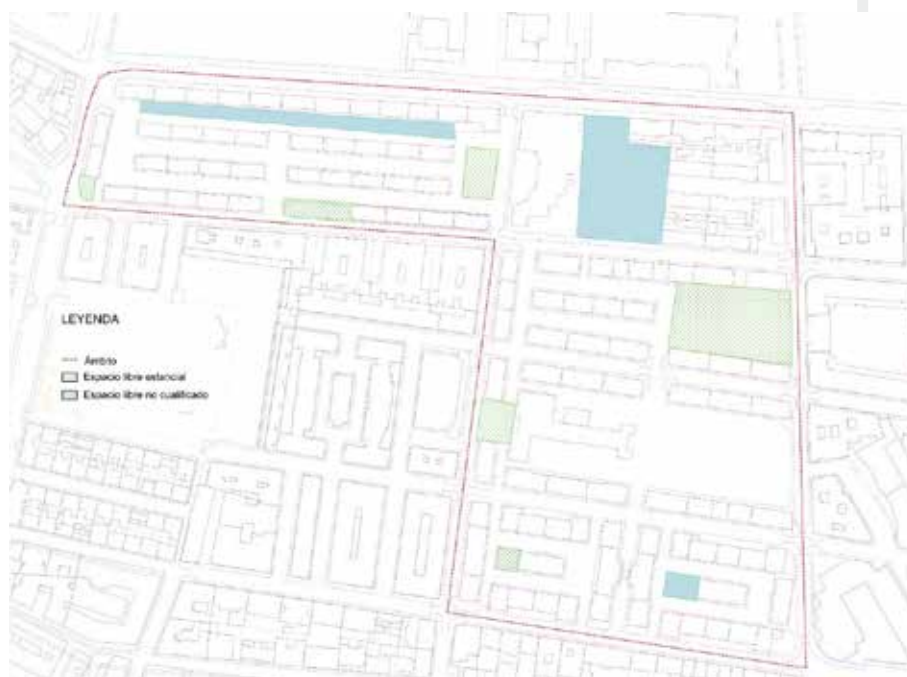 LEYENDA
Ámbito
Espacio libre estancial
Espacio libre no cualificado